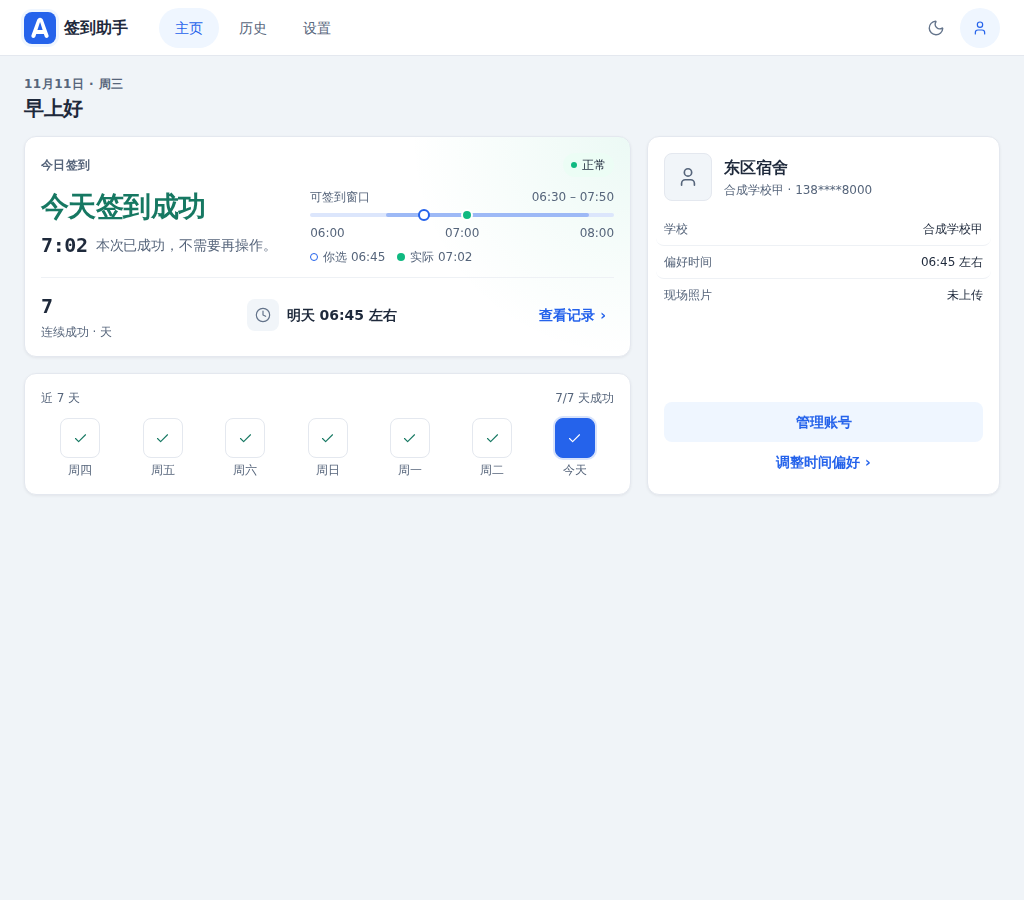 A 签到助手 主页 历史 设置
11月11日 · 周三
早上好
今日签到 正常
今天签到成功
7:02 本次已成功，不需要再操作。
可签到窗口 06:30 – 07:50
06:00 07:00 08:00
你选 06:45 实际 07:02
7
连续成功 · 天
明天 06:45 左右
查看记录 ›
近 7 天 7/7 天成功
周四 周五 周六 周日 周一 周二 今天
东区宿舍
合成学校甲 · 138****8000
学校 合成学校甲
偏好时间 06:45 左右
现场照片 未上传
管理账号
调整时间偏好 ›